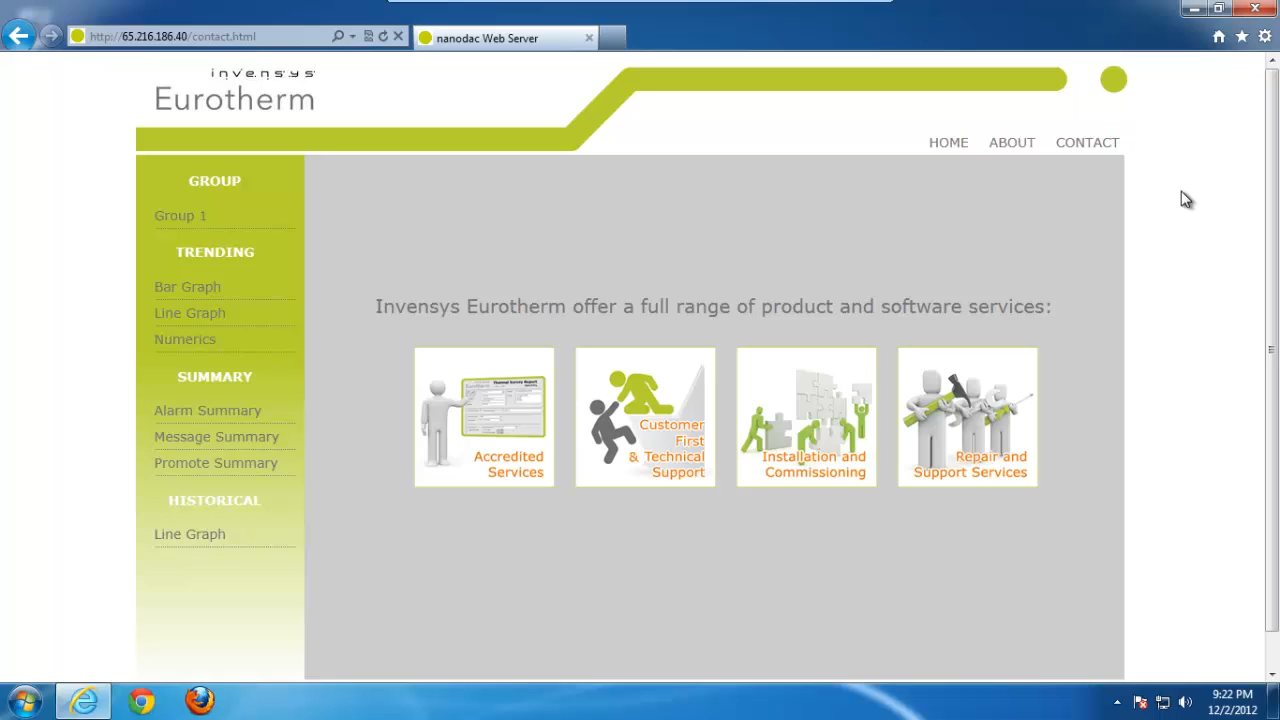 http://65.216.186.40/contact.html
nanodac Web Server
invensys
Eurotherm
HOME ABOUT CONTACT
GROUP
Group 1
TRENDING
Bar Graph
Line Graph
Numerics
SUMMARY
Alarm Summary
Message Summary
Promote Summary
HISTORICAL
Line Graph
Invensys Eurotherm offer a full range of product and software services:
Accredited
Services
Customer
First
& Technical
Support
Installation and
Commissioning
Repair and
Support Services
9:22 PM
12/2/2012